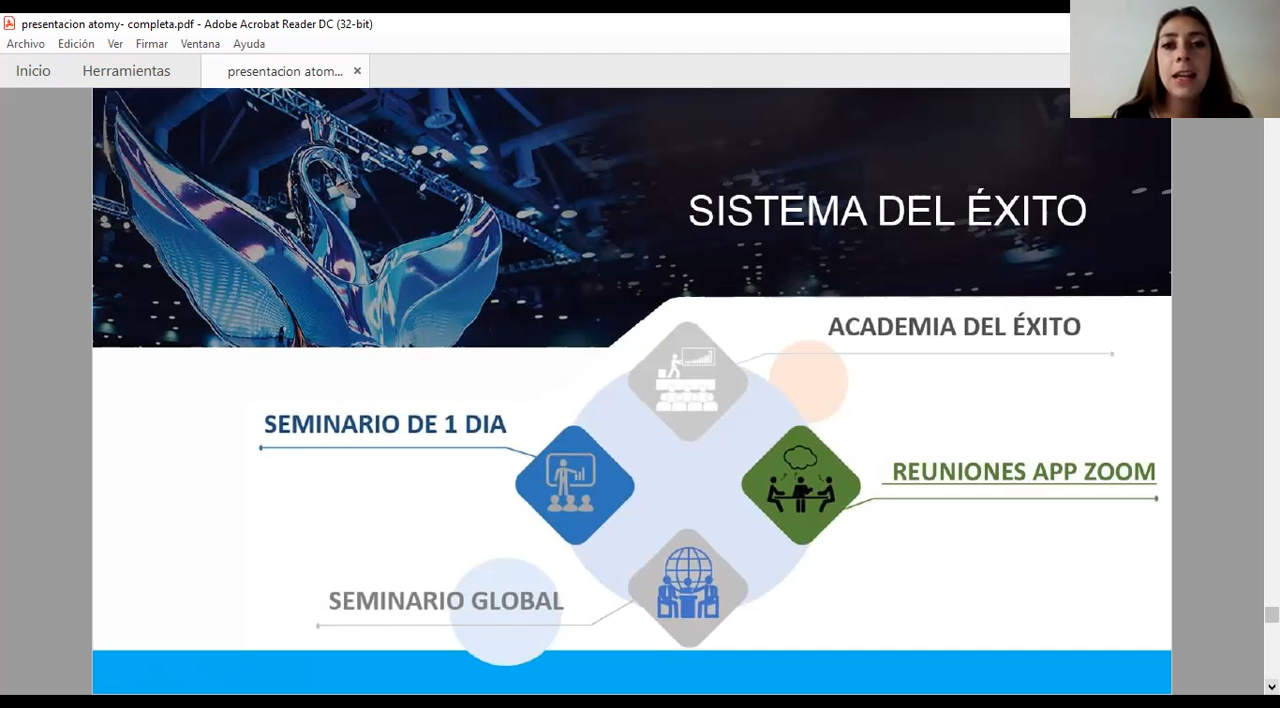 presentacion atomy- completa.pdf - Adobe Acrobat Reader DC (32-bit)
Archivo Edición Ver Firmar Ventana Ayuda
Inicio Herramientas presentacion atom... ×
SISTEMA DEL ÉXITO
ACADEMIA DEL ÉXITO
SEMINARIO DE 1 DIA
REUNIONES APP ZOOM
SEMINARIO GLOBAL